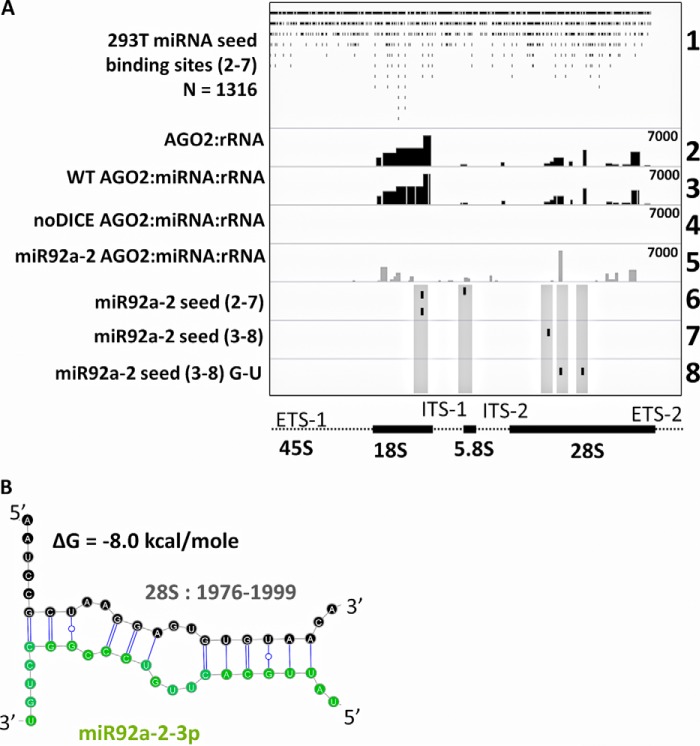 A
293T miRNA seed
binding sites (2-7)
N = 1316
1
AGO2:rRNA
7000
2
WT AGO2:miRNA:rRNA
7000
3
noDICE AGO2:miRNA:rRNA
7000
4
miR92a-2 AGO2:miRNA:rRNA
7000
5
miR92a-2 seed (2-7)
6
miR92a-2 seed (3-8)
7
miR92a-2 seed (3-8) G-U
8
ETS-1 ITS-1 ITS-2 ETS-2
45S 18S 5.8S 28S
B
ΔG = -8.0 kcal/mole
28S : 1976-1999
5’ A A U C C G C U A A G G A G U G U G U A A C A 3’
3’ U G U C C G G C C C U G U U C A C G U U A U 5’
miR92a-2-3p